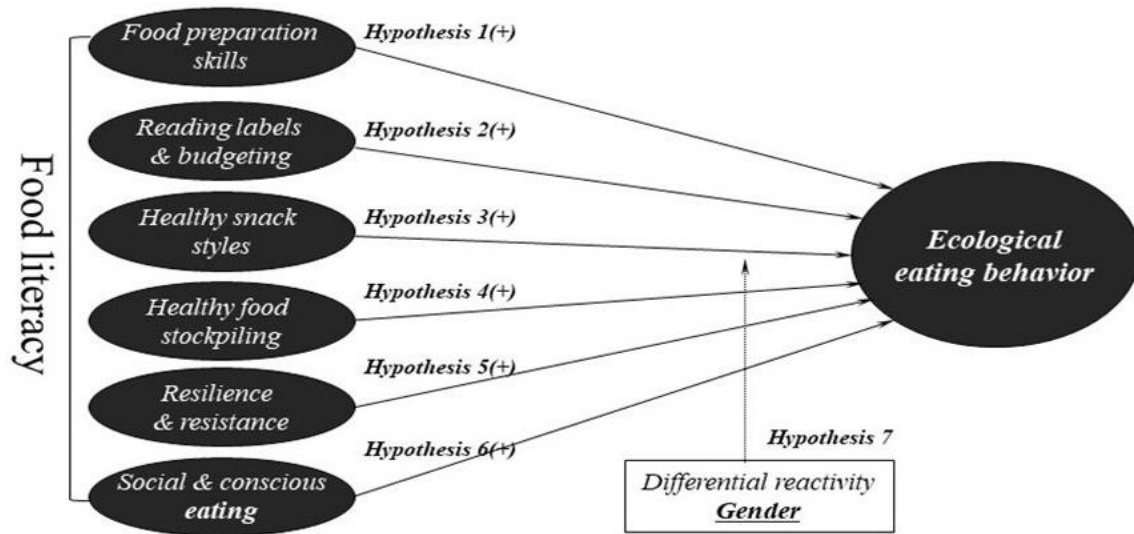 Food literacy
Food preparation
skills
Hypothesis 1(+)
Reading labels
& budgeting
Hypothesis 2(+)
Healthy snack
styles
Hypothesis 3(+)
Healthy food
stockpiling
Hypothesis 4(+)
Resilience
& resistance
Hypothesis 5(+)
Social & conscious
eating
Hypothesis 6(+)
Ecological
eating behavior
Hypothesis 7
Differential reactivity
Gender